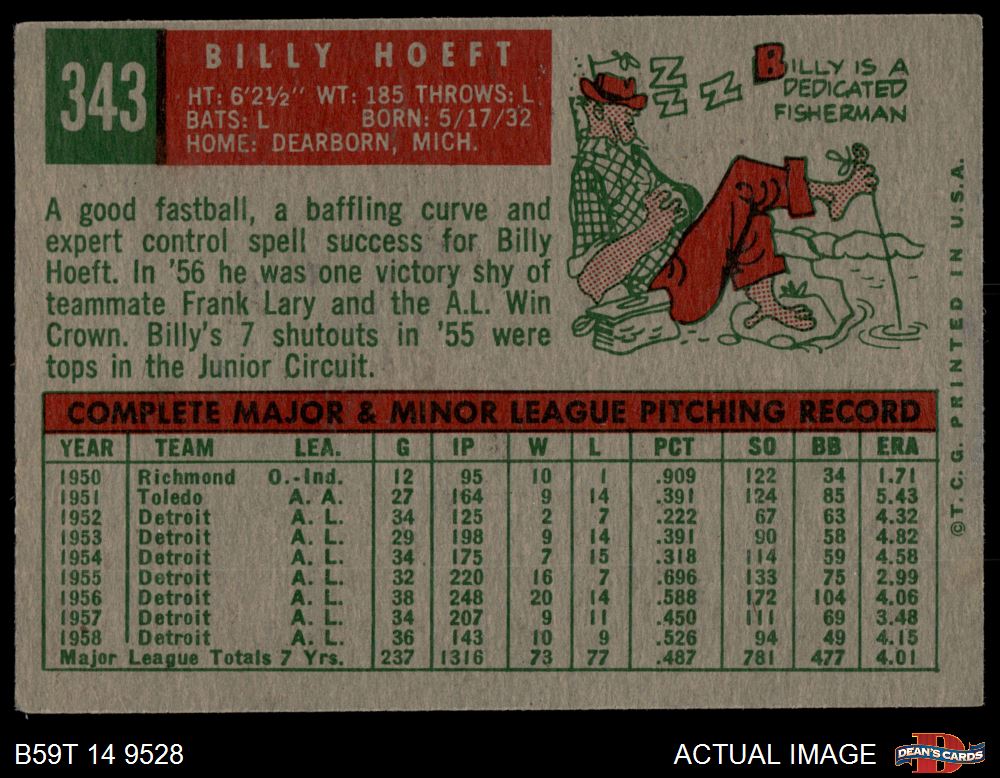 343
BILLY HOEFT
HT: 6'2½" WT: 185 THROWS: L
BATS: L BORN: 5/17/32
HOME: DEARBORN, MICH.
Z Z Z
BILLY IS A
DEDICATED
FISHERMAN
A good fastball, a baffling curve and
expert control spell success for Billy
Hoeft. In '56 he was one victory shy of
teammate Frank Lary and the A.L. Win
Crown. Billy's 7 shutouts in '55 were
tops in the Junior Circuit.
COMPLETE MAJOR & MINOR LEAGUE PITCHING RECORD
YEAR TEAM LEA. G IP W L PCT SO BB ERA
1950 Richmond O.-Ind. 12 95 10 1 .909 122 34 1.71
1951 Toledo A. A. 27 164 9 14 .391 124 85 5.43
1952 Detroit A. L. 34 125 2 7 .222 67 63 4.32
1953 Detroit A. L. 29 198 9 14 .391 90 58 4.82
1954 Detroit A. L. 34 175 7 15 .318 114 59 4.58
1955 Detroit A. L. 32 220 16 7 .696 133 75 2.99
1956 Detroit A. L. 38 248 20 14 .588 172 104 4.06
1957 Detroit A. L. 34 207 9 11 .450 111 69 3.48
1958 Detroit A. L. 36 143 10 9 .526 94 49 4.15
Major League Totals 7 Yrs. 237 1316 73 77 .487 781 477 4.01
©T. C. G. PRINTED IN U.S.A.
B59T 14 9528
ACTUAL IMAGE
D
DEAN'S CARDS